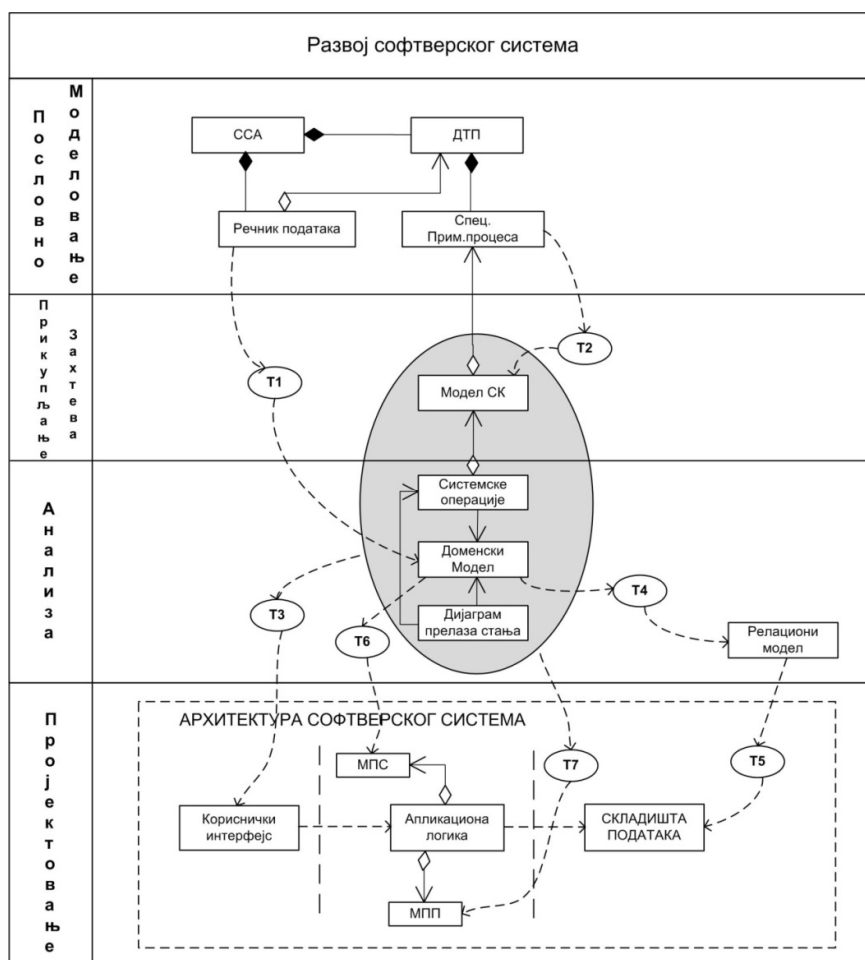 Развој софтверског система
Пословно
Моделовање
ССА
ДТП
Речник података
Спец.
Прим.процеса
Прикупљање
Захтева
Т1
Т2
Модел СК
Анализа
Системске
операције
Доменски
Модел
Дијаграм
прелаза стања
Т3
Т6
Т4
Релациони
модел
Пројектовање
АРХИТЕКТУРА СОФТВЕРСКОГ СИСТЕМА
МПС
Т7
Т5
Кориснички
интерфејс
Апликациона
логика
СКЛАДИШТА
ПОДАТАКА
МПП